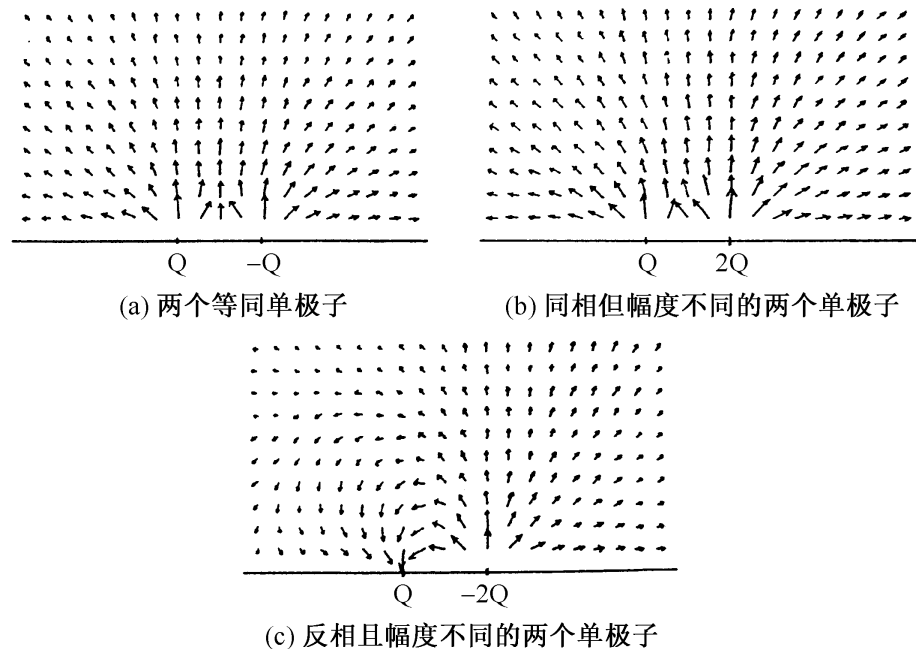 Q −Q
(a) 两个等同单极子
Q 2Q
(b) 同相但幅度不同的两个单极子
Q −2Q
(c) 反相且幅度不同的两个单极子